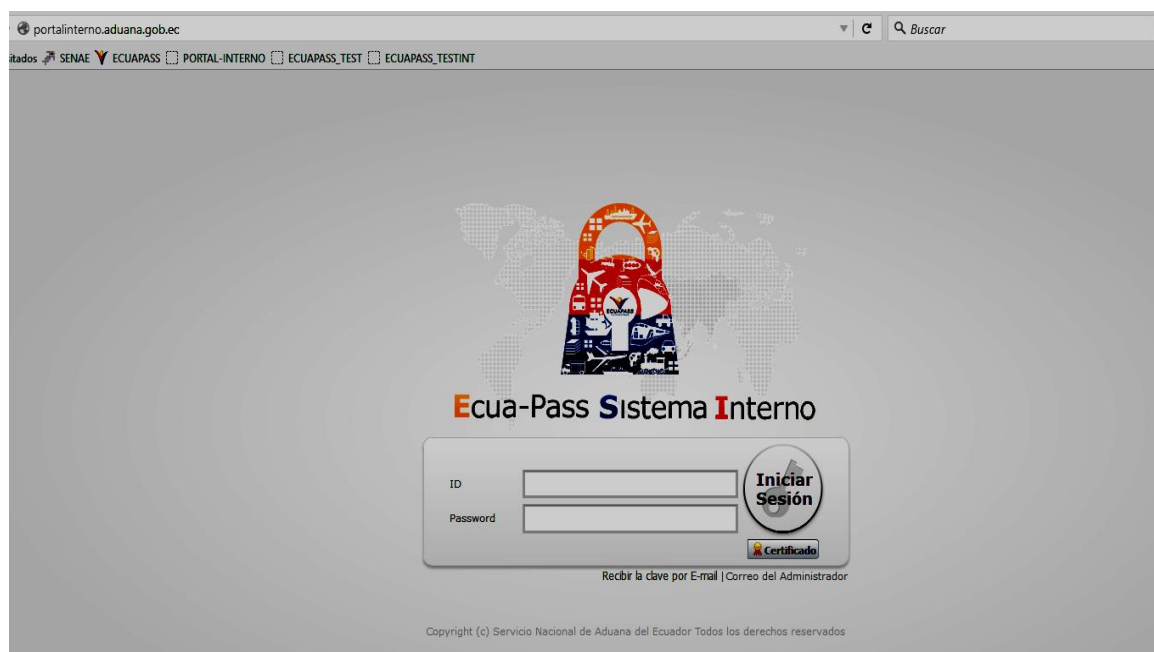 portalinterno.aduana.gob.ec
Buscar
itados SENAE ECUAPASS PORTAL-INTERNO ECUAPASS_TEST ECUAPASS_TESTINT
ECUAPASS
Ecua-Pass Sistema Interno
ID
Iniciar
Sesión
Password
Certificado
Recibir la clave por E-mail | Correo del Administrador
Copyright (c) Servicio Nacional de Aduana del Ecuador Todos los derechos reservados